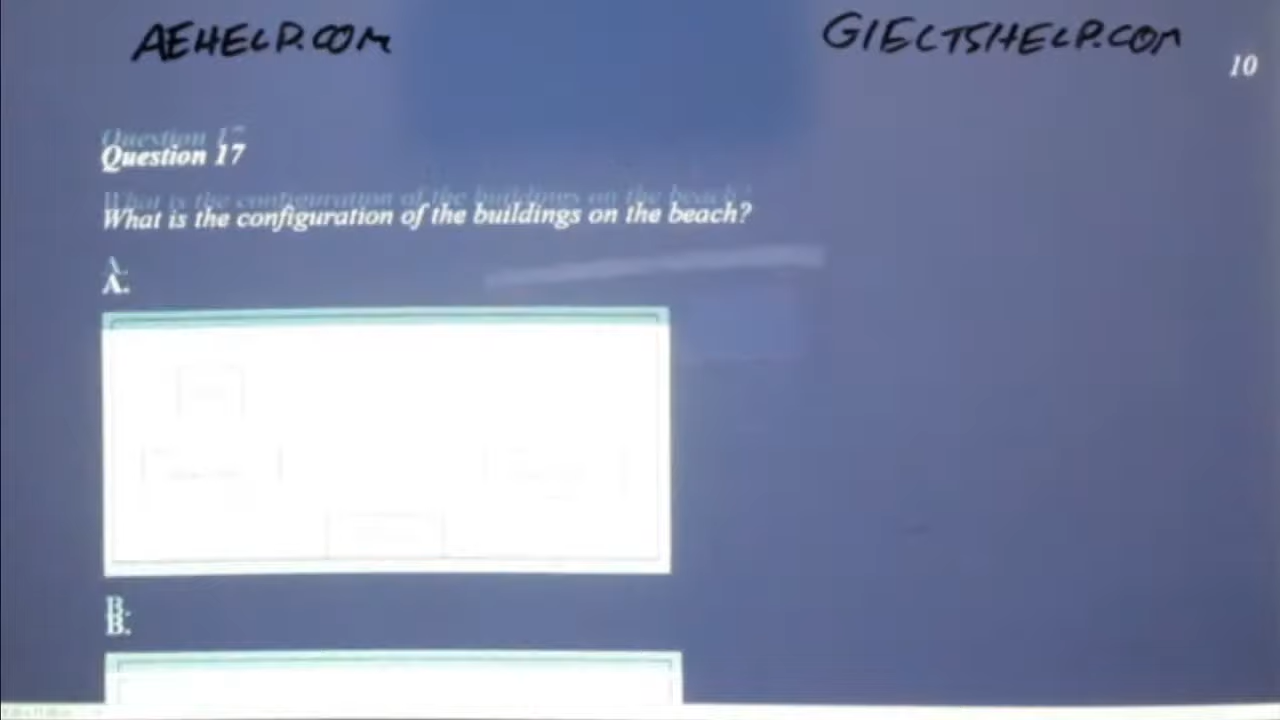 AEHELP.COM
GIELTSHELP.COM
10
Question 17
What is the configuration of the buildings on the beach?
A.
B.